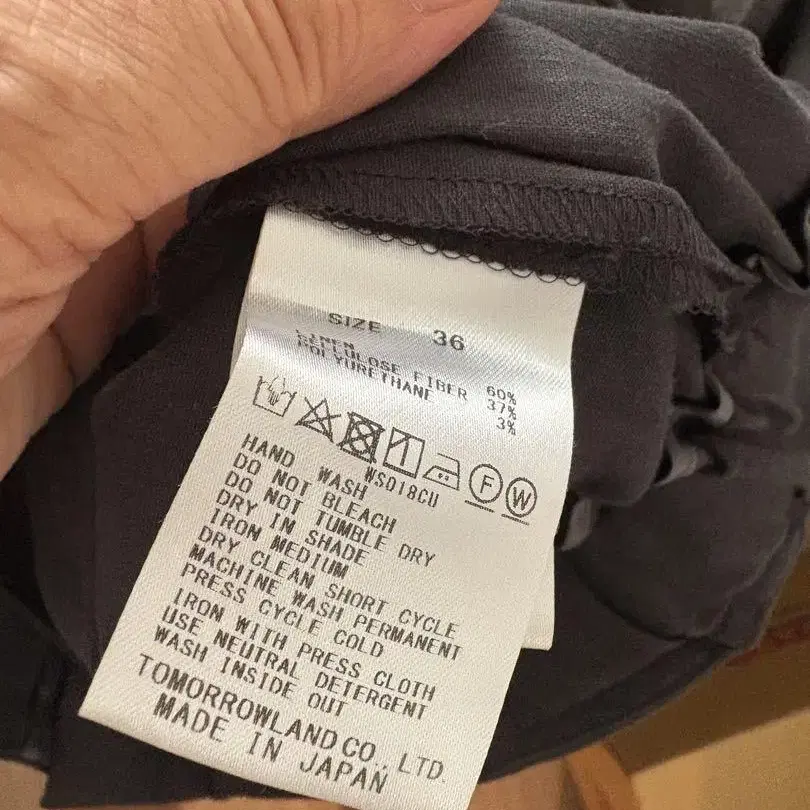 SIZE 36
LINEN 60%
CELLULOSE FIBER 37%
POLYURETHANE 3%
F W
WS018CU
HAND WASH
DO NOT BLEACH
DO NOT TUMBLE DRY
DRY IN SHADE
IRON MEDIUM
DRY CLEAN SHORT CYCLE
MACHINE WASH PERMANENT
PRESS CYCLE COLD
IRON WITH PRESS CLOTH
USE NEUTRAL DETERGENT
WASH INSIDE OUT
TOMORROWLAND CO., LTD.
MADE IN JAPAN